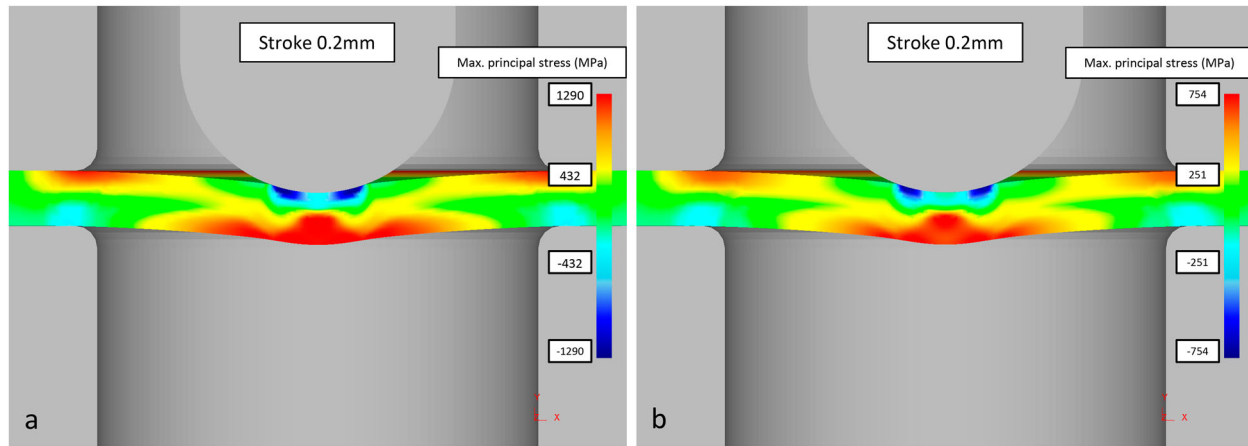 Stroke 0.2mm
Max. principal stress (MPa)
1290
432
-432
-1290
Y
X
a
Stroke 0.2mm
Max. principal stress (MPa)
754
251
-251
-754
Y
X
b